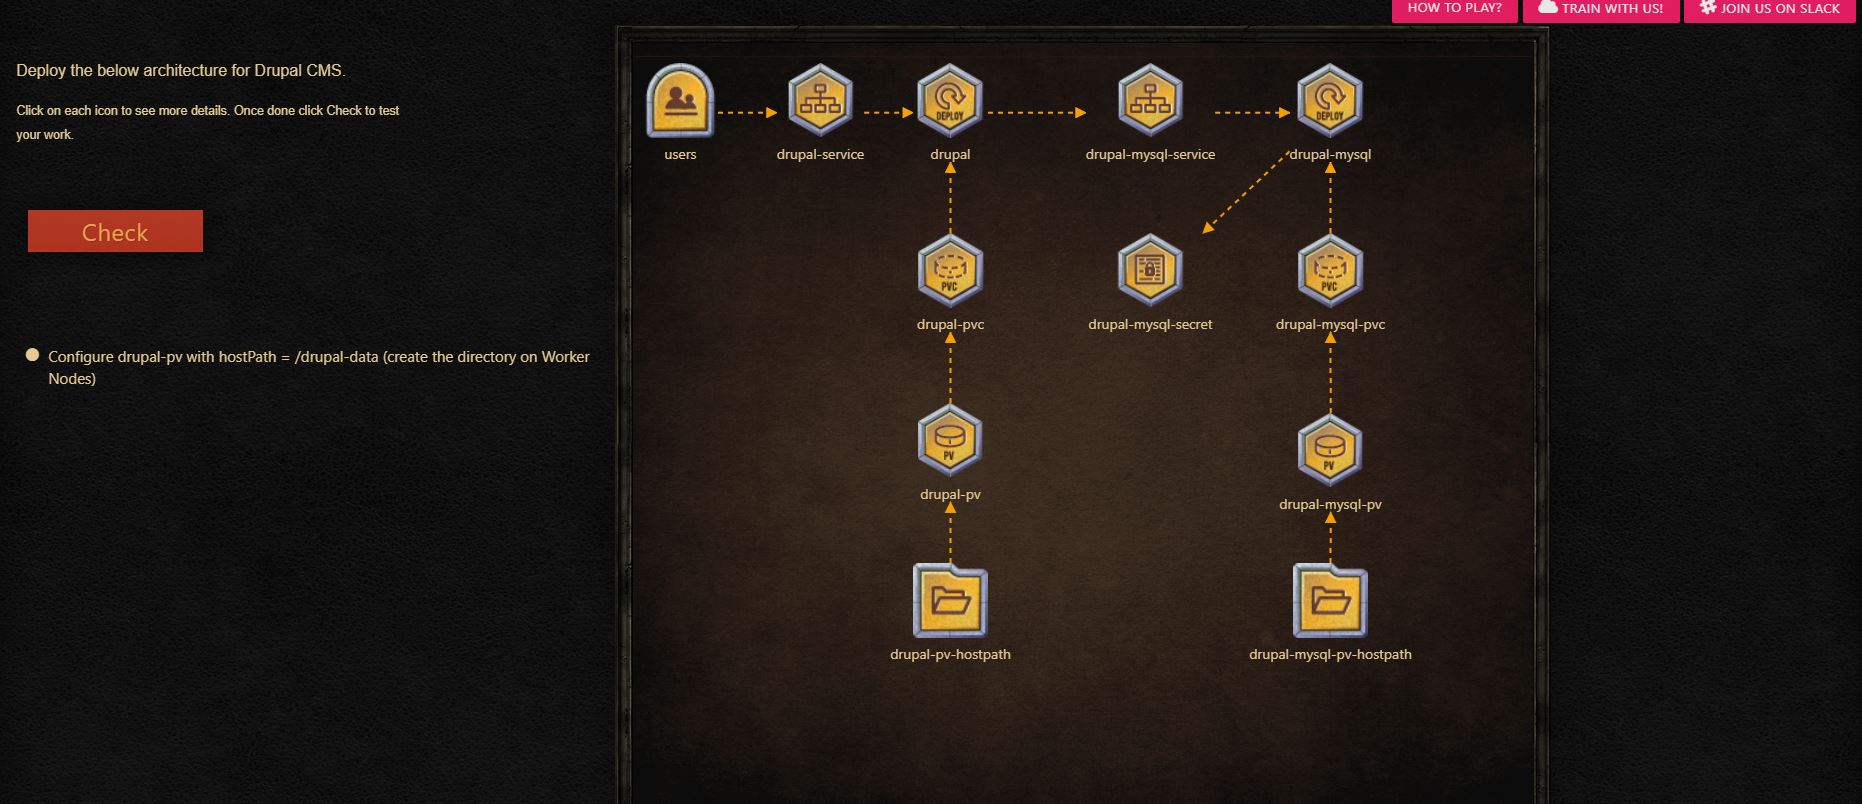 HOW TO PLAY?
TRAIN WITH US!
JOIN US ON SLACK
Deploy the below architecture for Drupal CMS.
Click on each icon to see more details. Once done click Check to test
your work.
Check
Configure drupal-pv with hostPath = /drupal-data (create the directory on Worker
Nodes)
users
drupal-service
DEPLOY
drupal
drupal-mysql-service
DEPLOY
drupal-mysql
PVC
drupal-pvc
drupal-mysql-secret
PVC
drupal-mysql-pvc
PV
drupal-pv
PV
drupal-mysql-pv
drupal-pv-hostpath
drupal-mysql-pv-hostpath